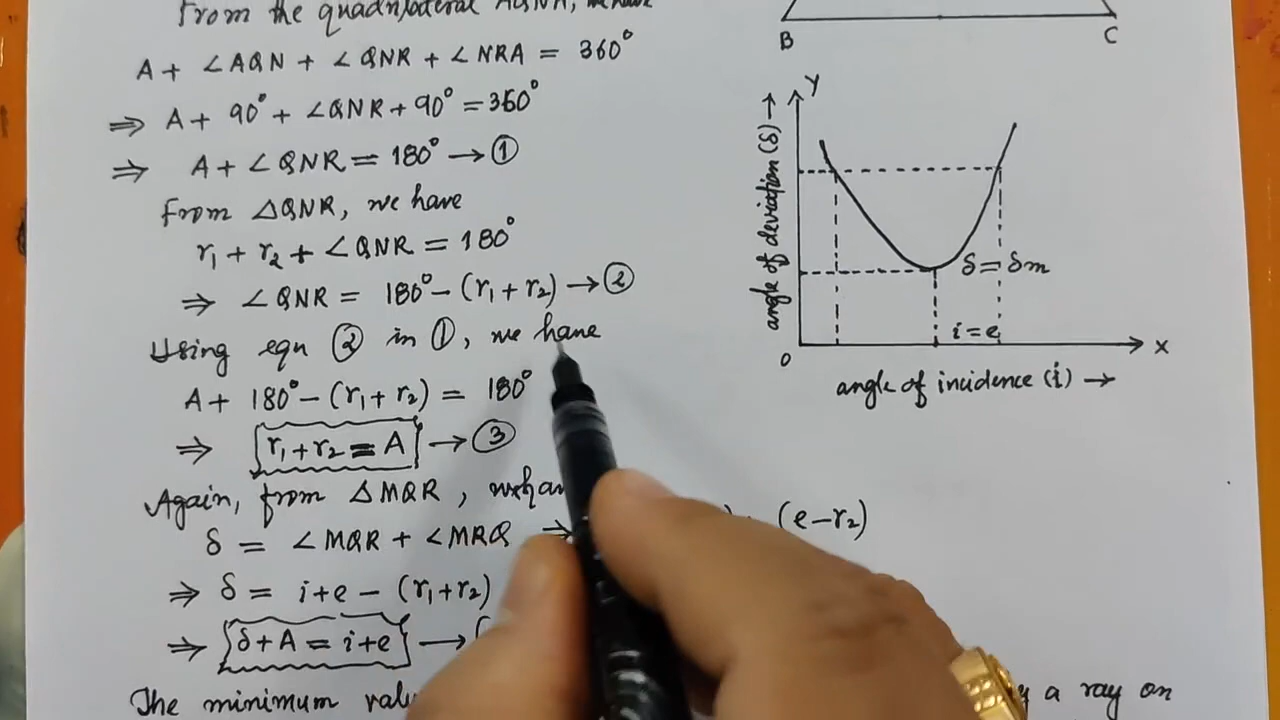 From the quadrilateral AQNR, we have
A + ∠AQN + ∠QNR + ∠NRA = 360°
⇒ A + 90° + ∠QNR + 90° = 360°
⇒ A + ∠QNR = 180° → ①
From △QNR, we have
r₁ + r₂ + ∠QNR = 180°
⇒ ∠QNR = 180° - (r₁ + r₂) → ②
Using eqn ② in ①, we have
A + 180° - (r₁ + r₂) = 180°
⇒ r₁ + r₂ = A → ③
Again, from △MQR, we
δ = ∠MQR + ∠MRQ ⇒ (e - r₂)
⇒ δ = i + e - (r₁ + r₂)
⇒ δ + A = i + e →
The minimum a ray on
B C
Y
angle of deviation (δ) →
δ = δm
i = e
O X
angle of incidence (i) →